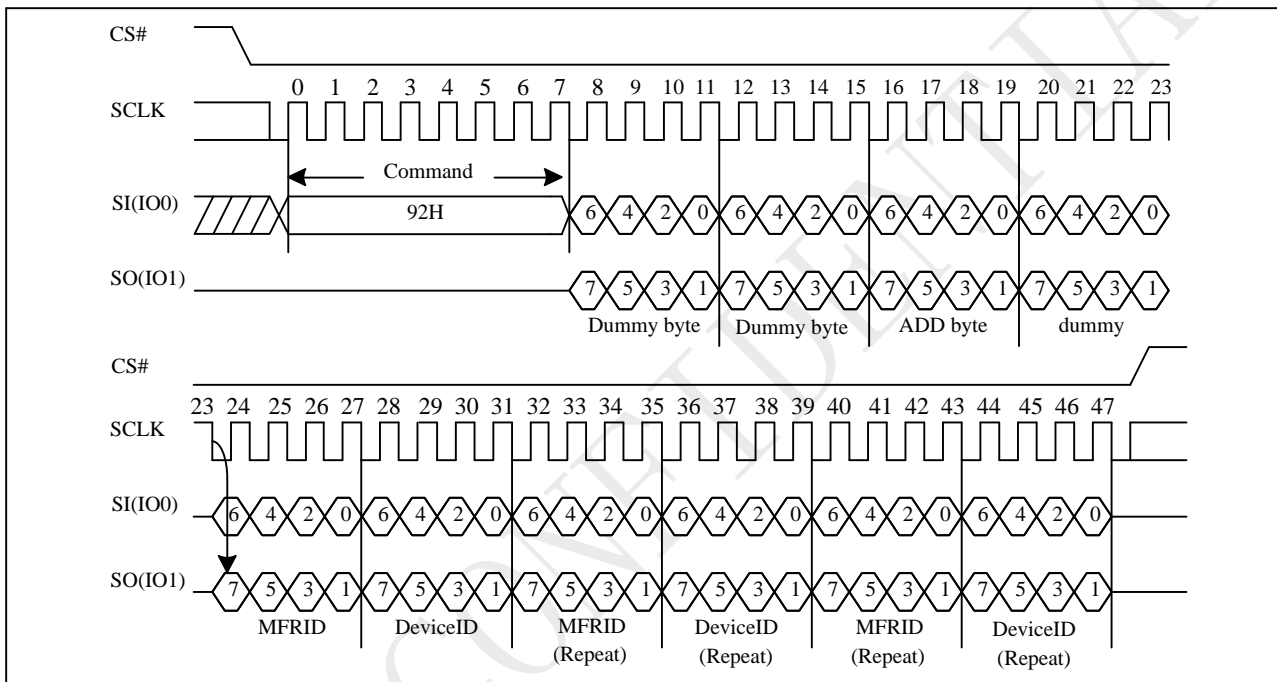 CS#
0 1 2 3 4 5 6 7 8 9 10 11 12 13 14 15 16 17 18 19 20 21 22 23
SCLK
Command
SI(IO0)
92H 6 4 2 0 6 4 2 0 6 4 2 0 6 4 2 0
SO(IO1)
7 5 3 1 7 5 3 1 7 5 3 1 7 5 3 1
Dummy byte Dummy byte ADD byte dummy
CS#
23 24 25 26 27 28 29 30 31 32 33 34 35 36 37 38 39 40 41 42 43 44 45 46 47
SCLK
SI(IO0)
6 4 2 0 6 4 2 0 6 4 2 0 6 4 2 0 6 4 2 0 6 4 2 0
SO(IO1)
7 5 3 1 7 5 3 1 7 5 3 1 7 5 3 1 7 5 3 1 7 5 3 1
MFRID DeviceID MFRID DeviceID MFRID DeviceID
(Repeat) (Repeat) (Repeat) (Repeat)
CONFIDENTIAL